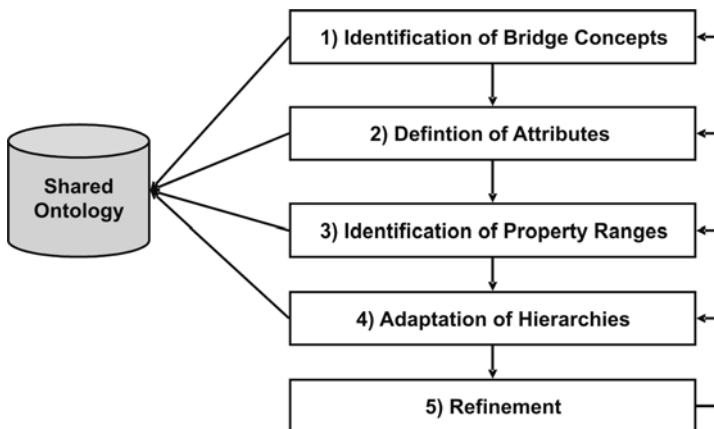 1) Identification of Bridge Concepts
2) Defintion of Attributes
Shared
Ontology
3) Identification of Property Ranges
4) Adaptation of Hierarchies
5) Refinement